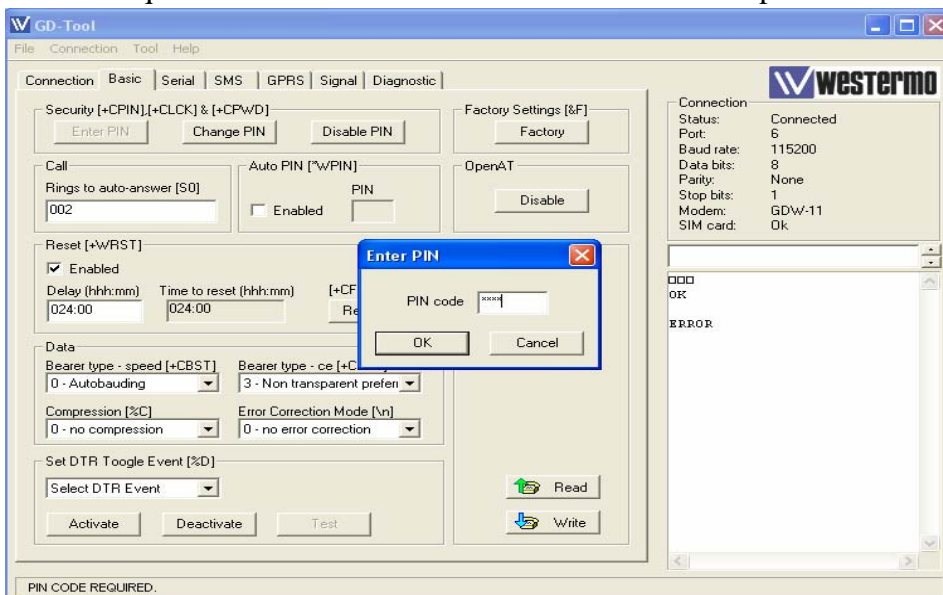 GD-Tool
File Connection Tool Help
Connection Basic Serial SMS GPRS Signal Diagnostic
Security [+CPIN],[+CLCK] & [+CPWD]
Enter PIN Change PIN Disable PIN
Factory Settings [&F]
Factory
Call
Rings to auto-answer [S0]
002
Auto PIN [*WPIN]
PIN
Enabled
OpenAT
Disable
Reset [+WRST]
Enabled
Delay (hhh:mm) Time to reset (hhh:mm) [+CF
024:00 024:00 Re
Enter PIN
PIN code ****
OK Cancel
Data
Bearer type - speed [+CBST] Bearer type - ce [+C
0 - Autobauding 3 - Non transparent preferr
Compression [%C] Error Correction Mode [\n]
0 - no compression 0 - no error correction
Set DTR Toogle Event [%D]
Select DTR Event
Activate Deactivate Test
Read
Write
Westermo
Connection
Status: Connected
Port: 6
Baud rate: 115200
Data bits: 8
Parity: None
Stop bits: 1
Modem: GDW-11
SIM card: Ok
OK
ERROR
PIN CODE REQUIRED.